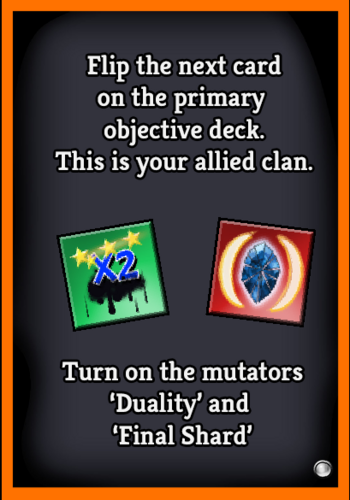 Flip the next card
on the primary
objective deck.
This is your allied clan.
X2
Turn on the mutators
‘Duality’ and
‘Final Shard’